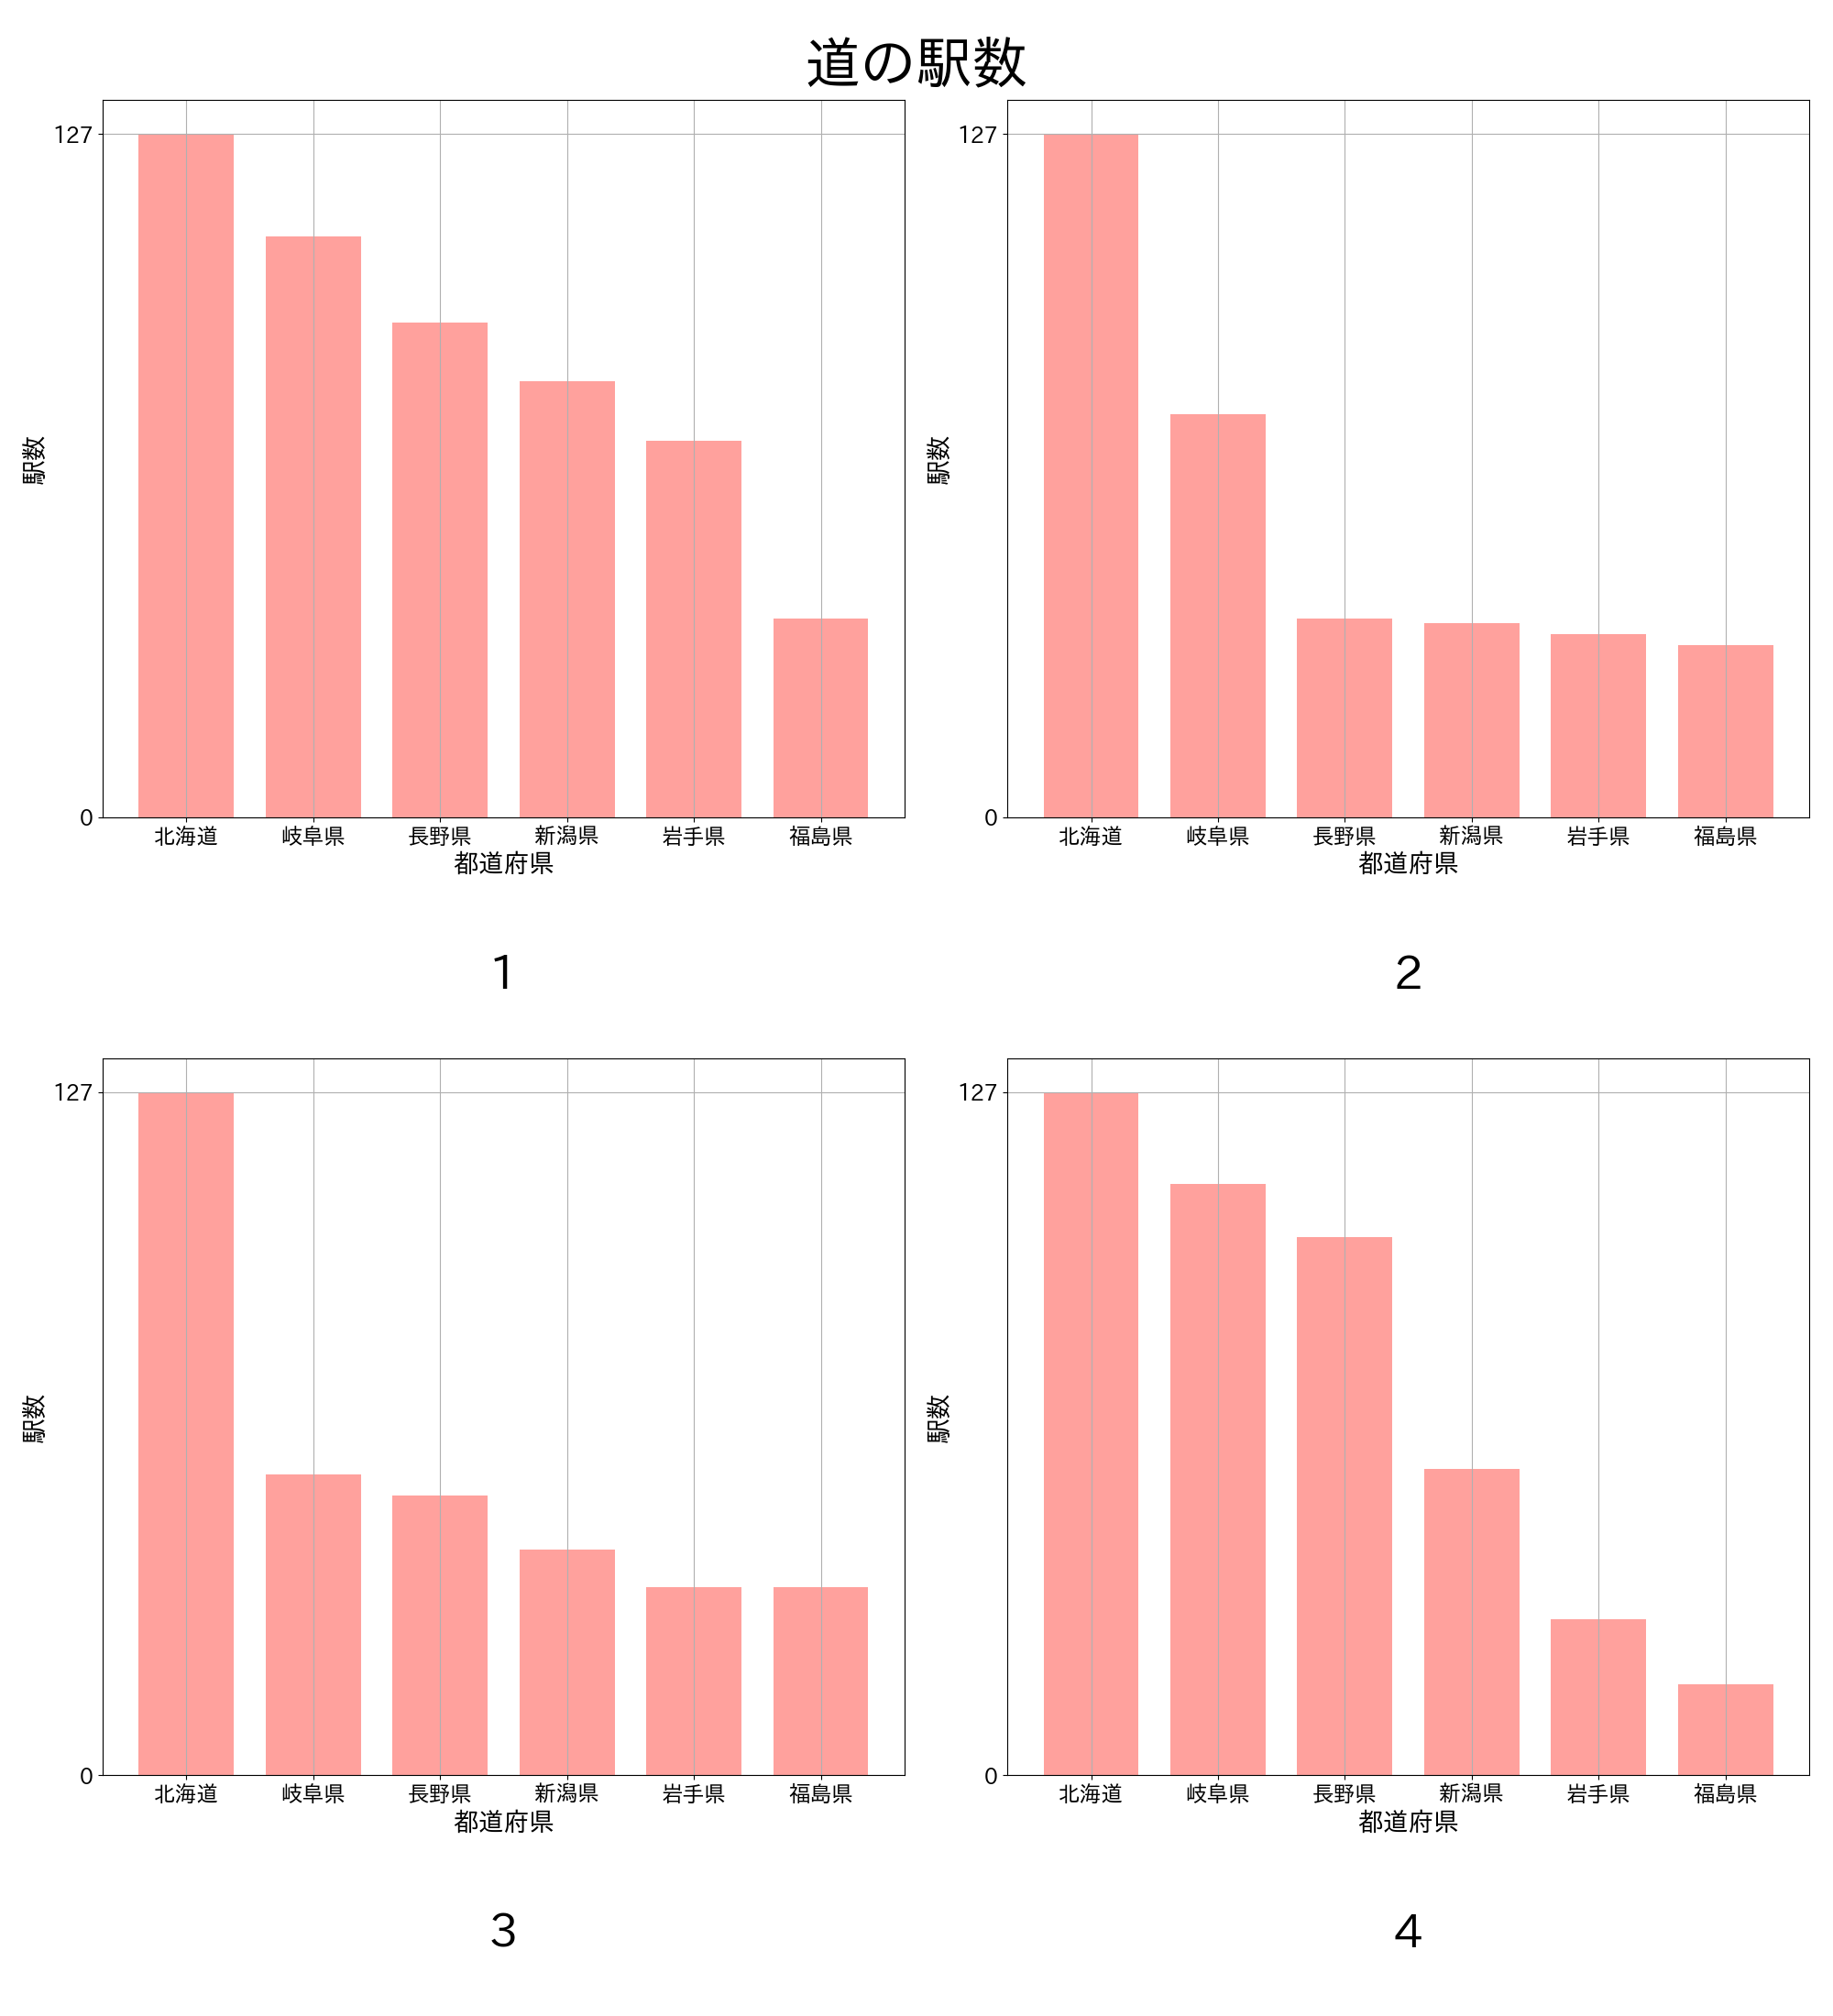 道の駅数
127
0
駅数
北海道 岐阜県 長野県 新潟県 岩手県 福島県
都道府県
1
127
0
駅数
北海道 岐阜県 長野県 新潟県 岩手県 福島県
都道府県
2
127
0
駅数
北海道 岐阜県 長野県 新潟県 岩手県 福島県
都道府県
3
127
0
駅数
北海道 岐阜県 長野県 新潟県 岩手県 福島県
都道府県
4